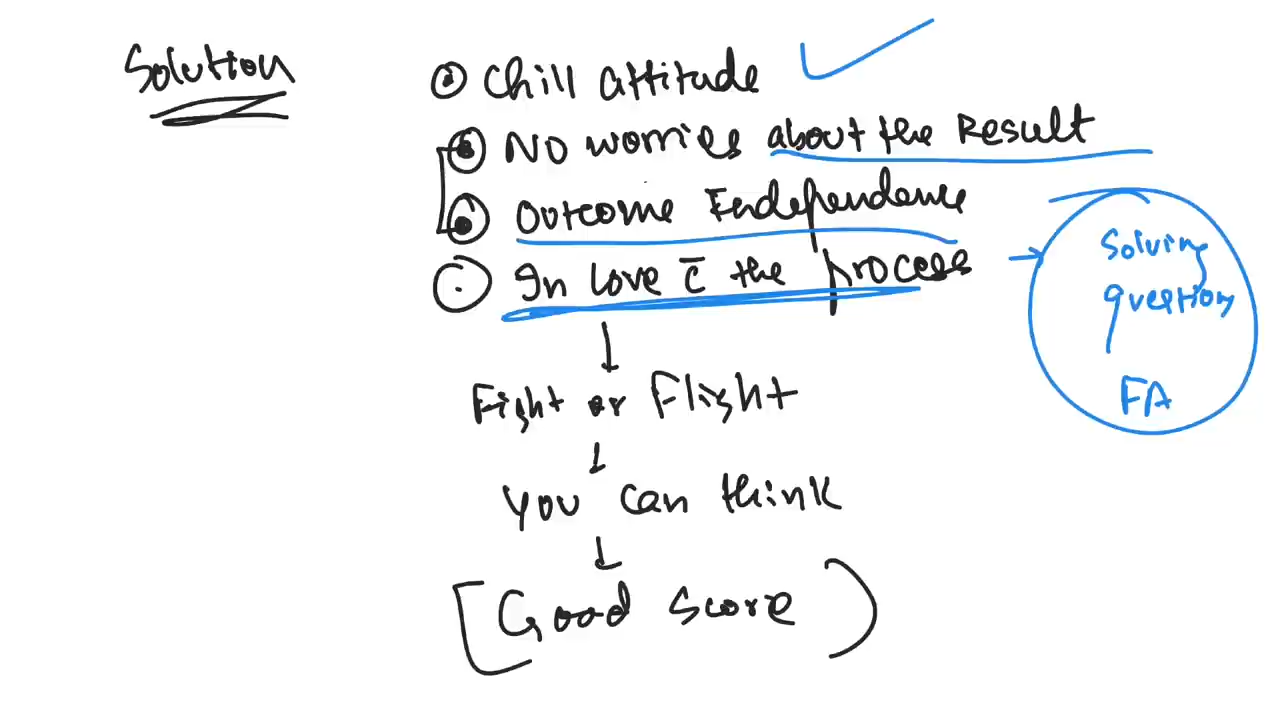 Solution
Chill attitude
No worries about the Result
Outcome Independence
In love c̄ the process
Solving
question
FA
Fight or Flight
You can think
Good score